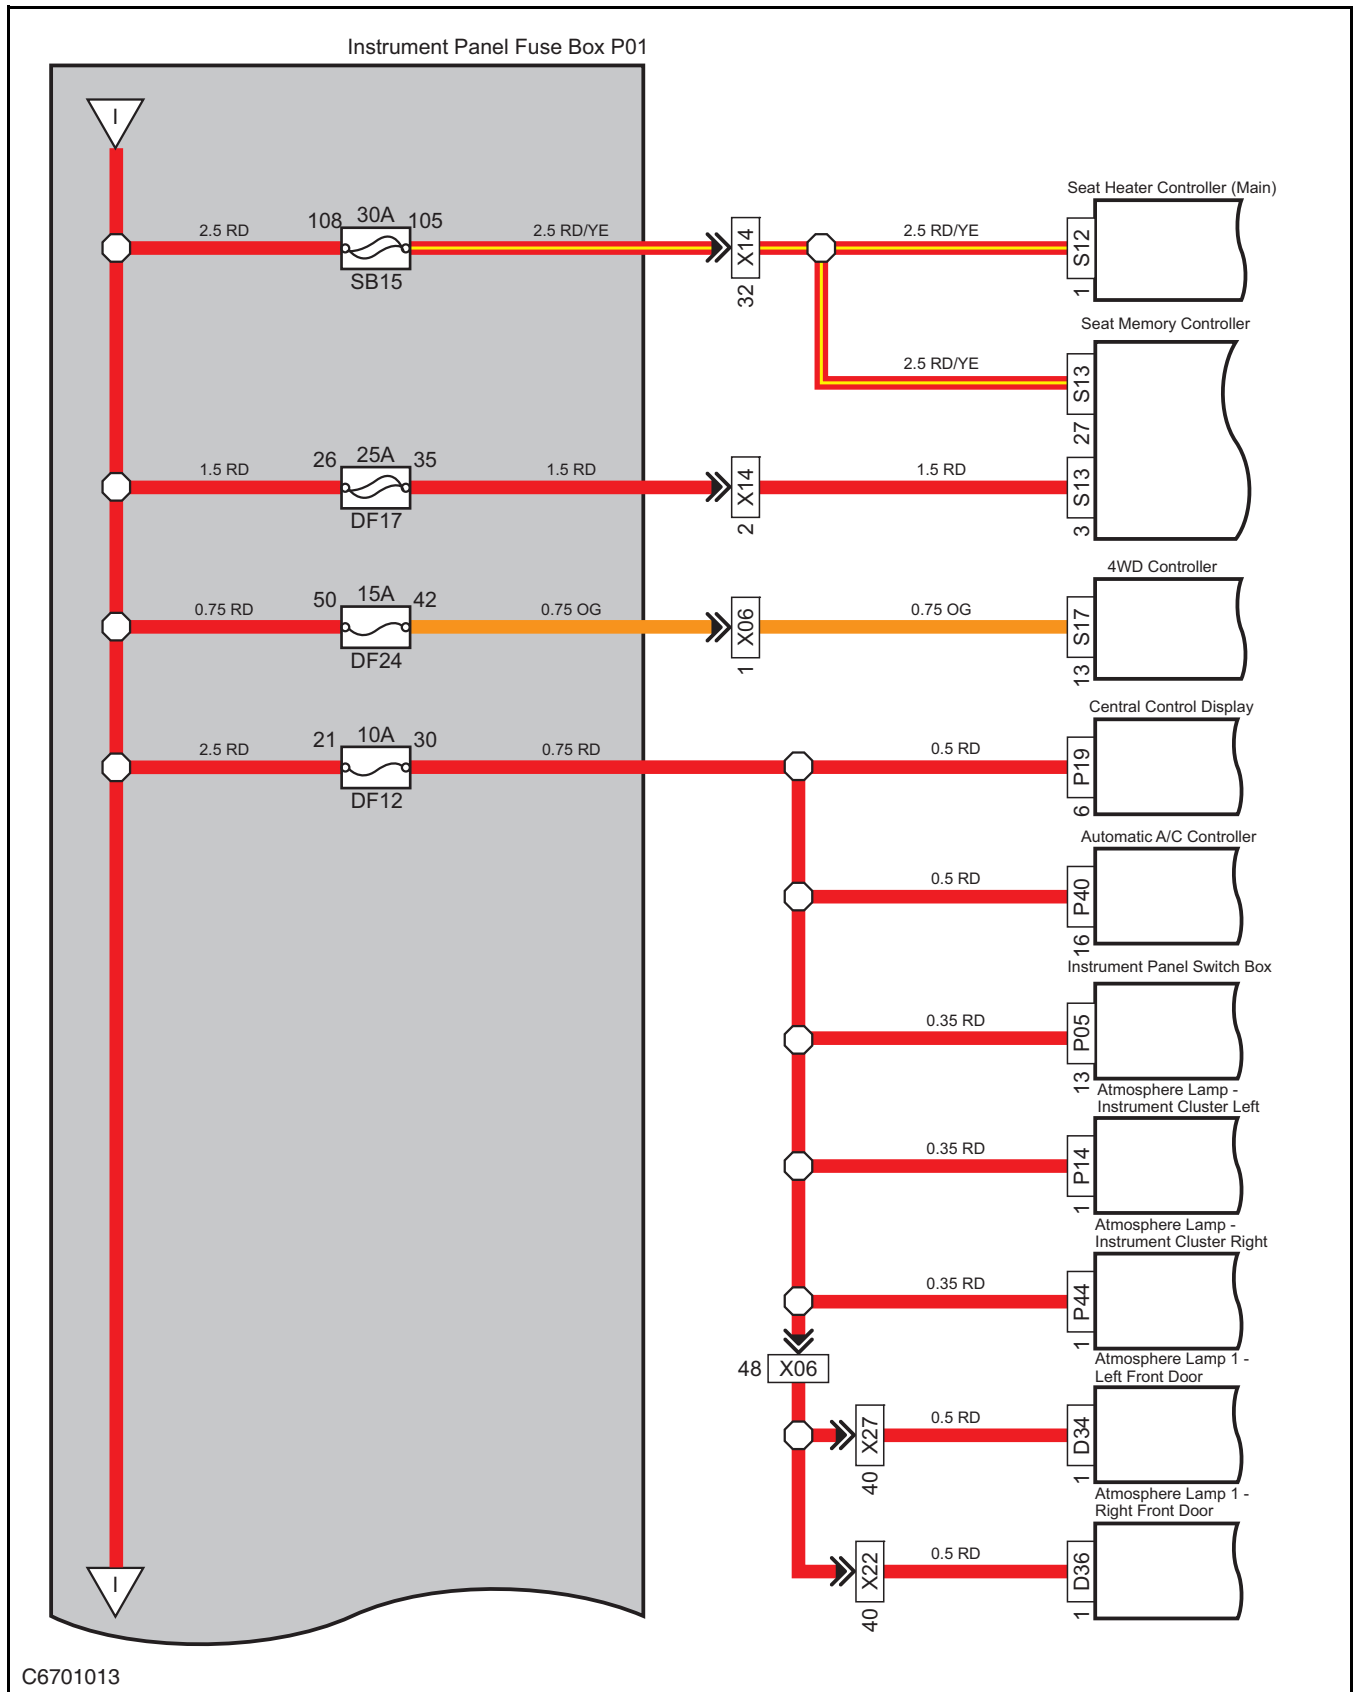 Instrument Panel Fuse Box P01
I
Seat Heater Controller (Main)
2.5 RD
108
30A
105
SB15
2.5 RD/YE
X14
32
2.5 RD/YE
S12
1
Seat Memory Controller
2.5 RD/YE
S13
27
1.5 RD
26
25A
35
DF17
1.5 RD
X14
2
1.5 RD
S13
3
4WD Controller
0.75 RD
50
15A
42
DF24
0.75 OG
X06
1
0.75 OG
S17
13
Central Control Display
2.5 RD
21
10A
30
DF12
0.75 RD
0.5 RD
P19
6
Automatic A/C Controller
0.5 RD
P40
16
Instrument Panel Switch Box
0.35 RD
P05
13
Atmosphere Lamp -
Instrument Cluster Left
0.35 RD
P14
1
Atmosphere Lamp -
Instrument Cluster Right
0.35 RD
P44
1
48
X06
Atmosphere Lamp 1 -
Left Front Door
X27
40
0.5 RD
D34
1
Atmosphere Lamp 1 -
Right Front Door
X22
40
0.5 RD
D36
1
I
C6701013